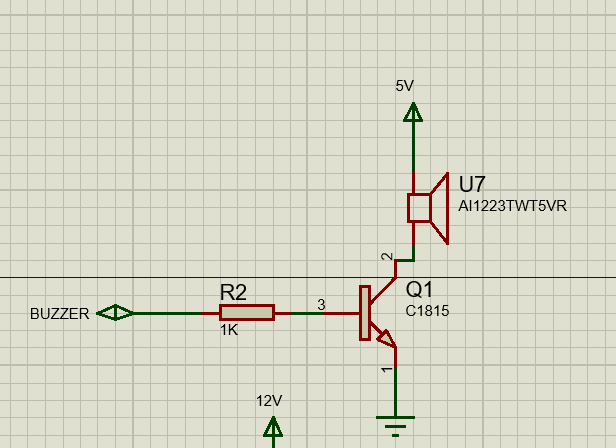 5V
U7
AI1223TWT5VR
2
Q1
C1815
R2
3
BUZZER
1K
1
12V